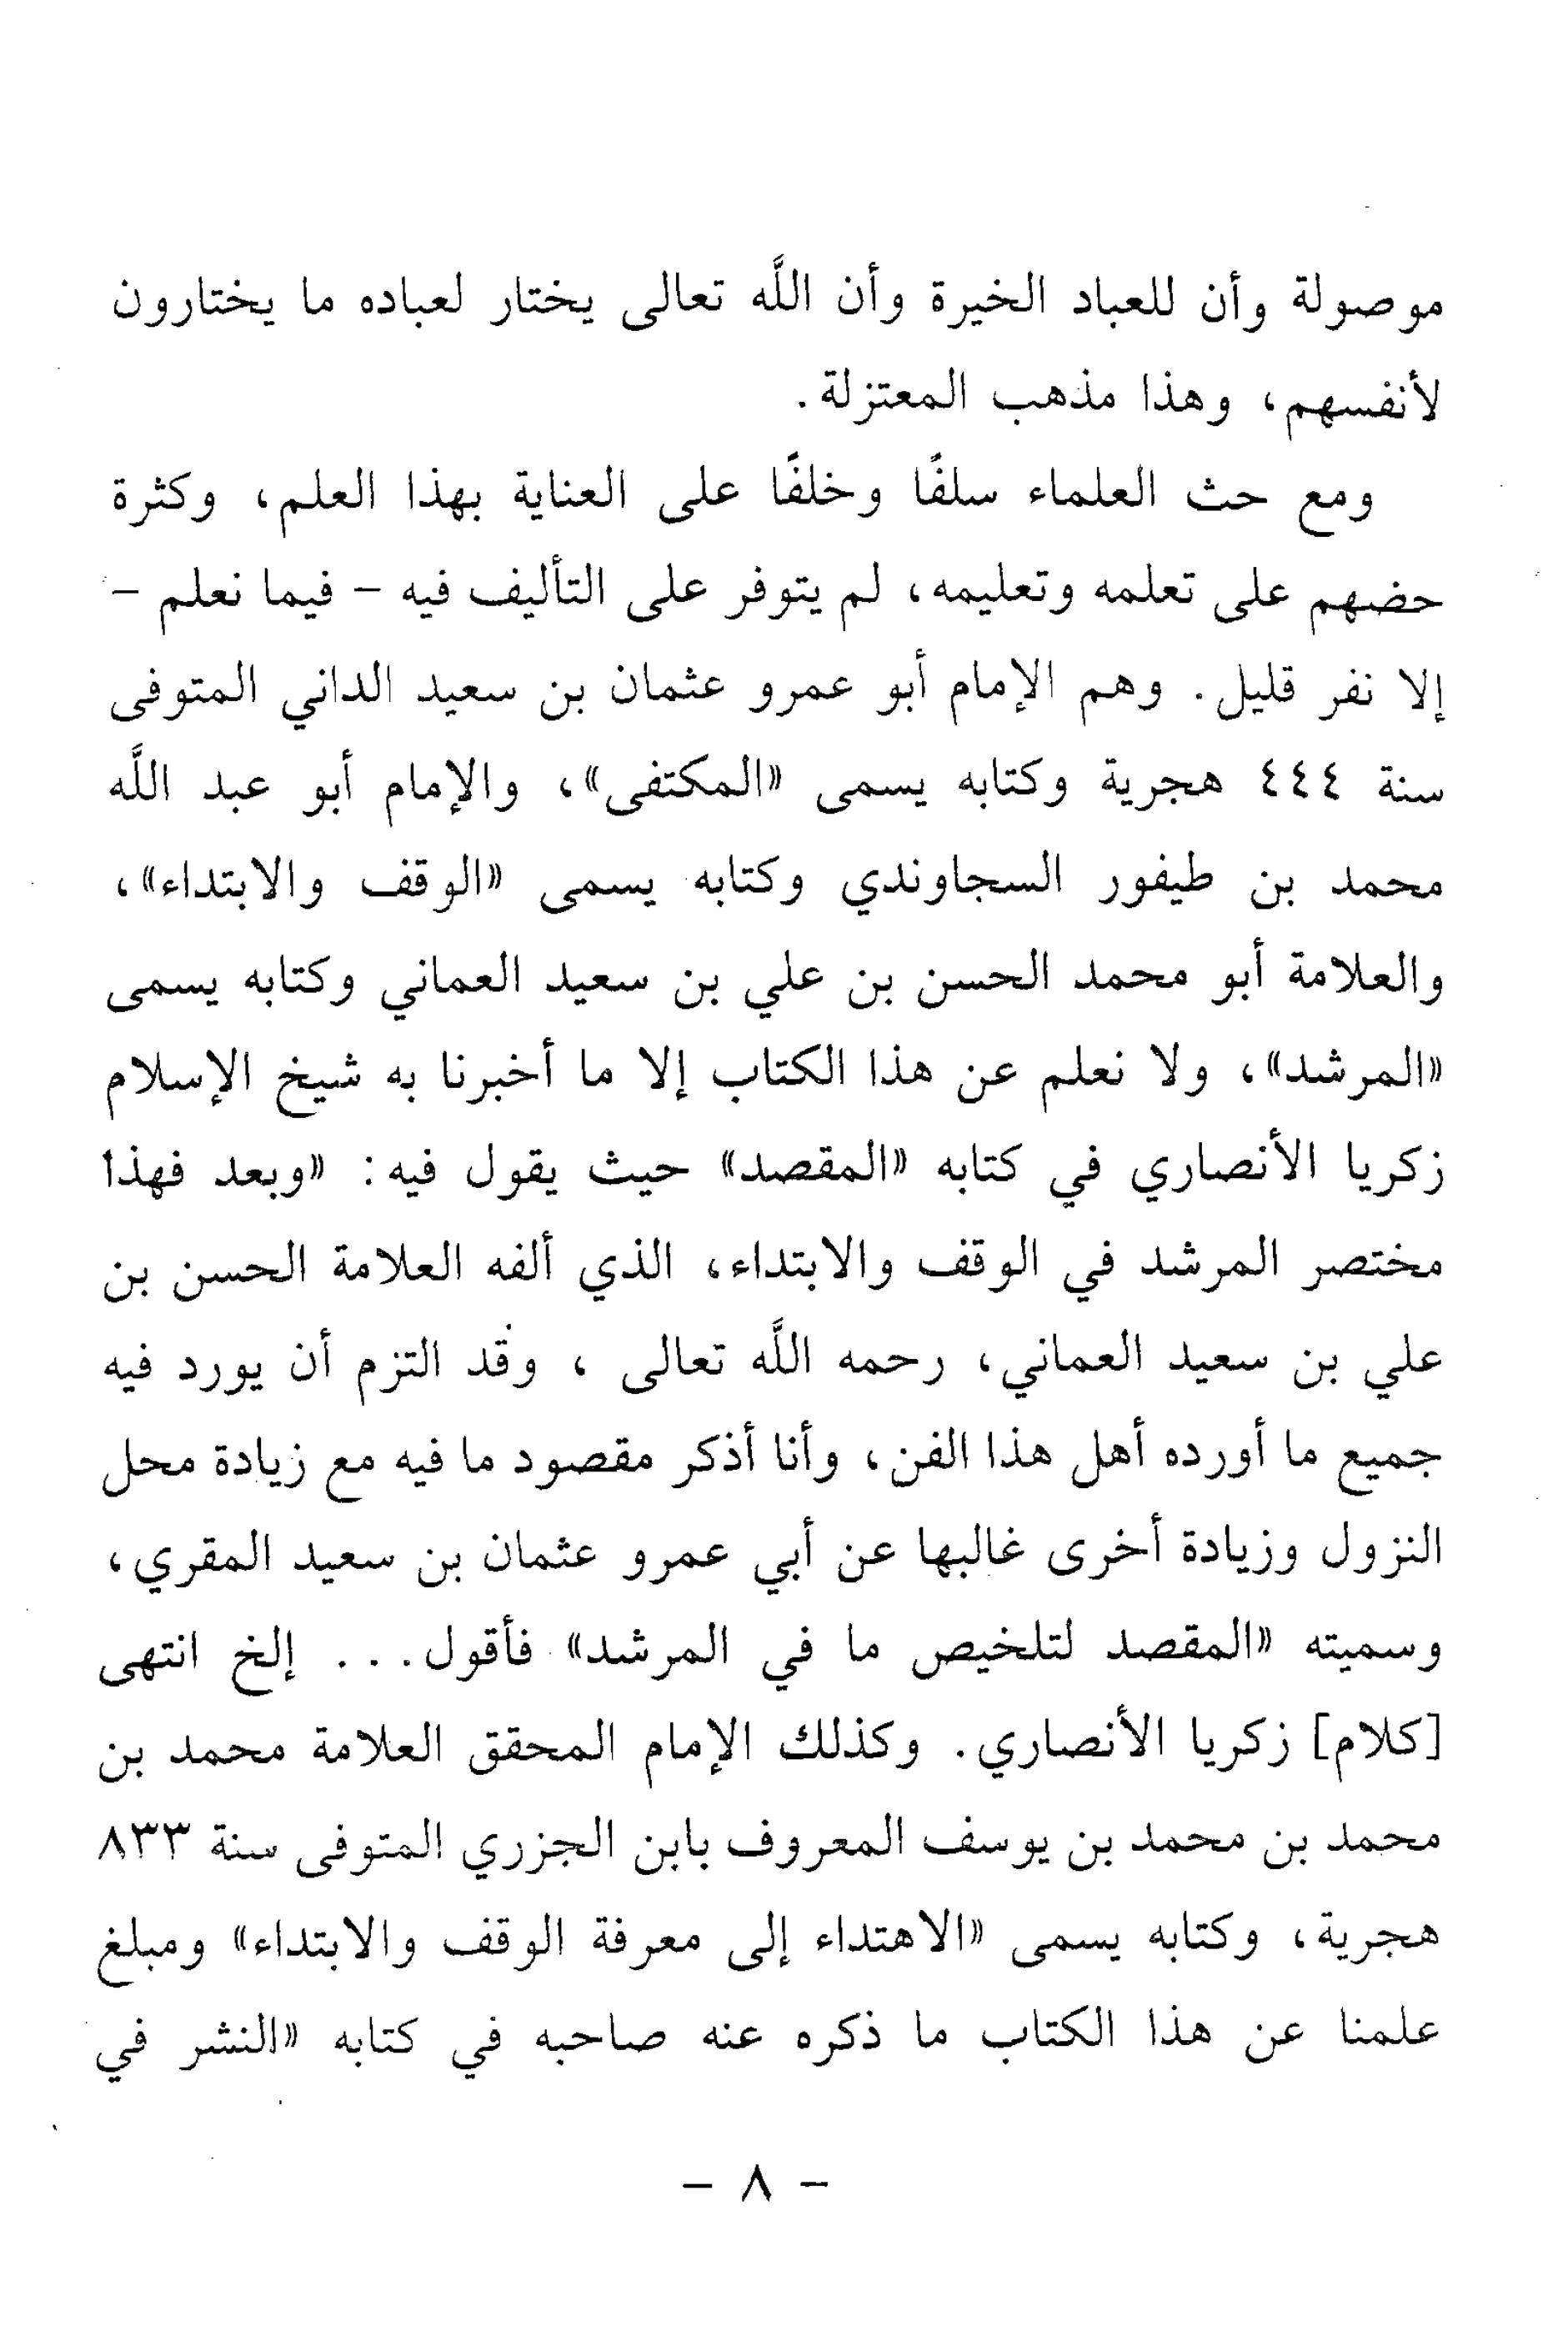 موصولة وأن للعباد الخيرة وأن اللَّه تعالى يختار لعباده ما يختارون
لأنفسهم، وهذا مذهب المعتزلة.
ومع حث العلماء سلفًا وخلفًا على العناية بهذا العلم، وكثرة
حضهم على تعلمه وتعليمه، لم يتوفر على التأليف فيه - فيما نعلم -
إلا نفر قليل. وهم الإمام أبو عمرو عثمان بن سعيد الداني المتوفى
سنة ٤٤٤ هجرية وكتابه يسمى «المكتفى»، والإمام أبو عبد اللَّه
محمد بن طيفور السجاوندي وكتابه يسمى «الوقف والابتداء»،
والعلامة أبو محمد الحسن بن علي بن سعيد العماني وكتابه يسمى
«المرشد»، ولا نعلم عن هذا الكتاب إلا ما أخبرنا به شيخ الإسلام
زكريا الأنصاري في كتابه «المقصد» حيث يقول فيه: «وبعد فهذا
مختصر المرشد في الوقف والابتداء، الذي ألفه العلامة الحسن بن
علي بن سعيد العماني، رحمه اللَّه تعالى ، وقد التزم أن يورد فيه
جميع ما أورده أهل هذا الفن، وأنا أذكر مقصود ما فيه مع زيادة محل
النزول وزيادة أخرى غالبها عن أبي عمرو عثمان بن سعيد المقري،
وسميته «المقصد لتلخيص ما في المرشد» فأقول... إلخ انتهى
[كلام] زكريا الأنصاري. وكذلك الإمام المحقق العلامة محمد بن
محمد بن محمد بن يوسف المعروف بابن الجزري المتوفى سنة ٨٣٣
هجرية، وكتابه يسمى «الاهتداء إلى معرفة الوقف والابتداء» ومبلغ
علمنا عن هذا الكتاب ما ذكره عنه صاحبه في كتابه «النشر في
- ٨ -